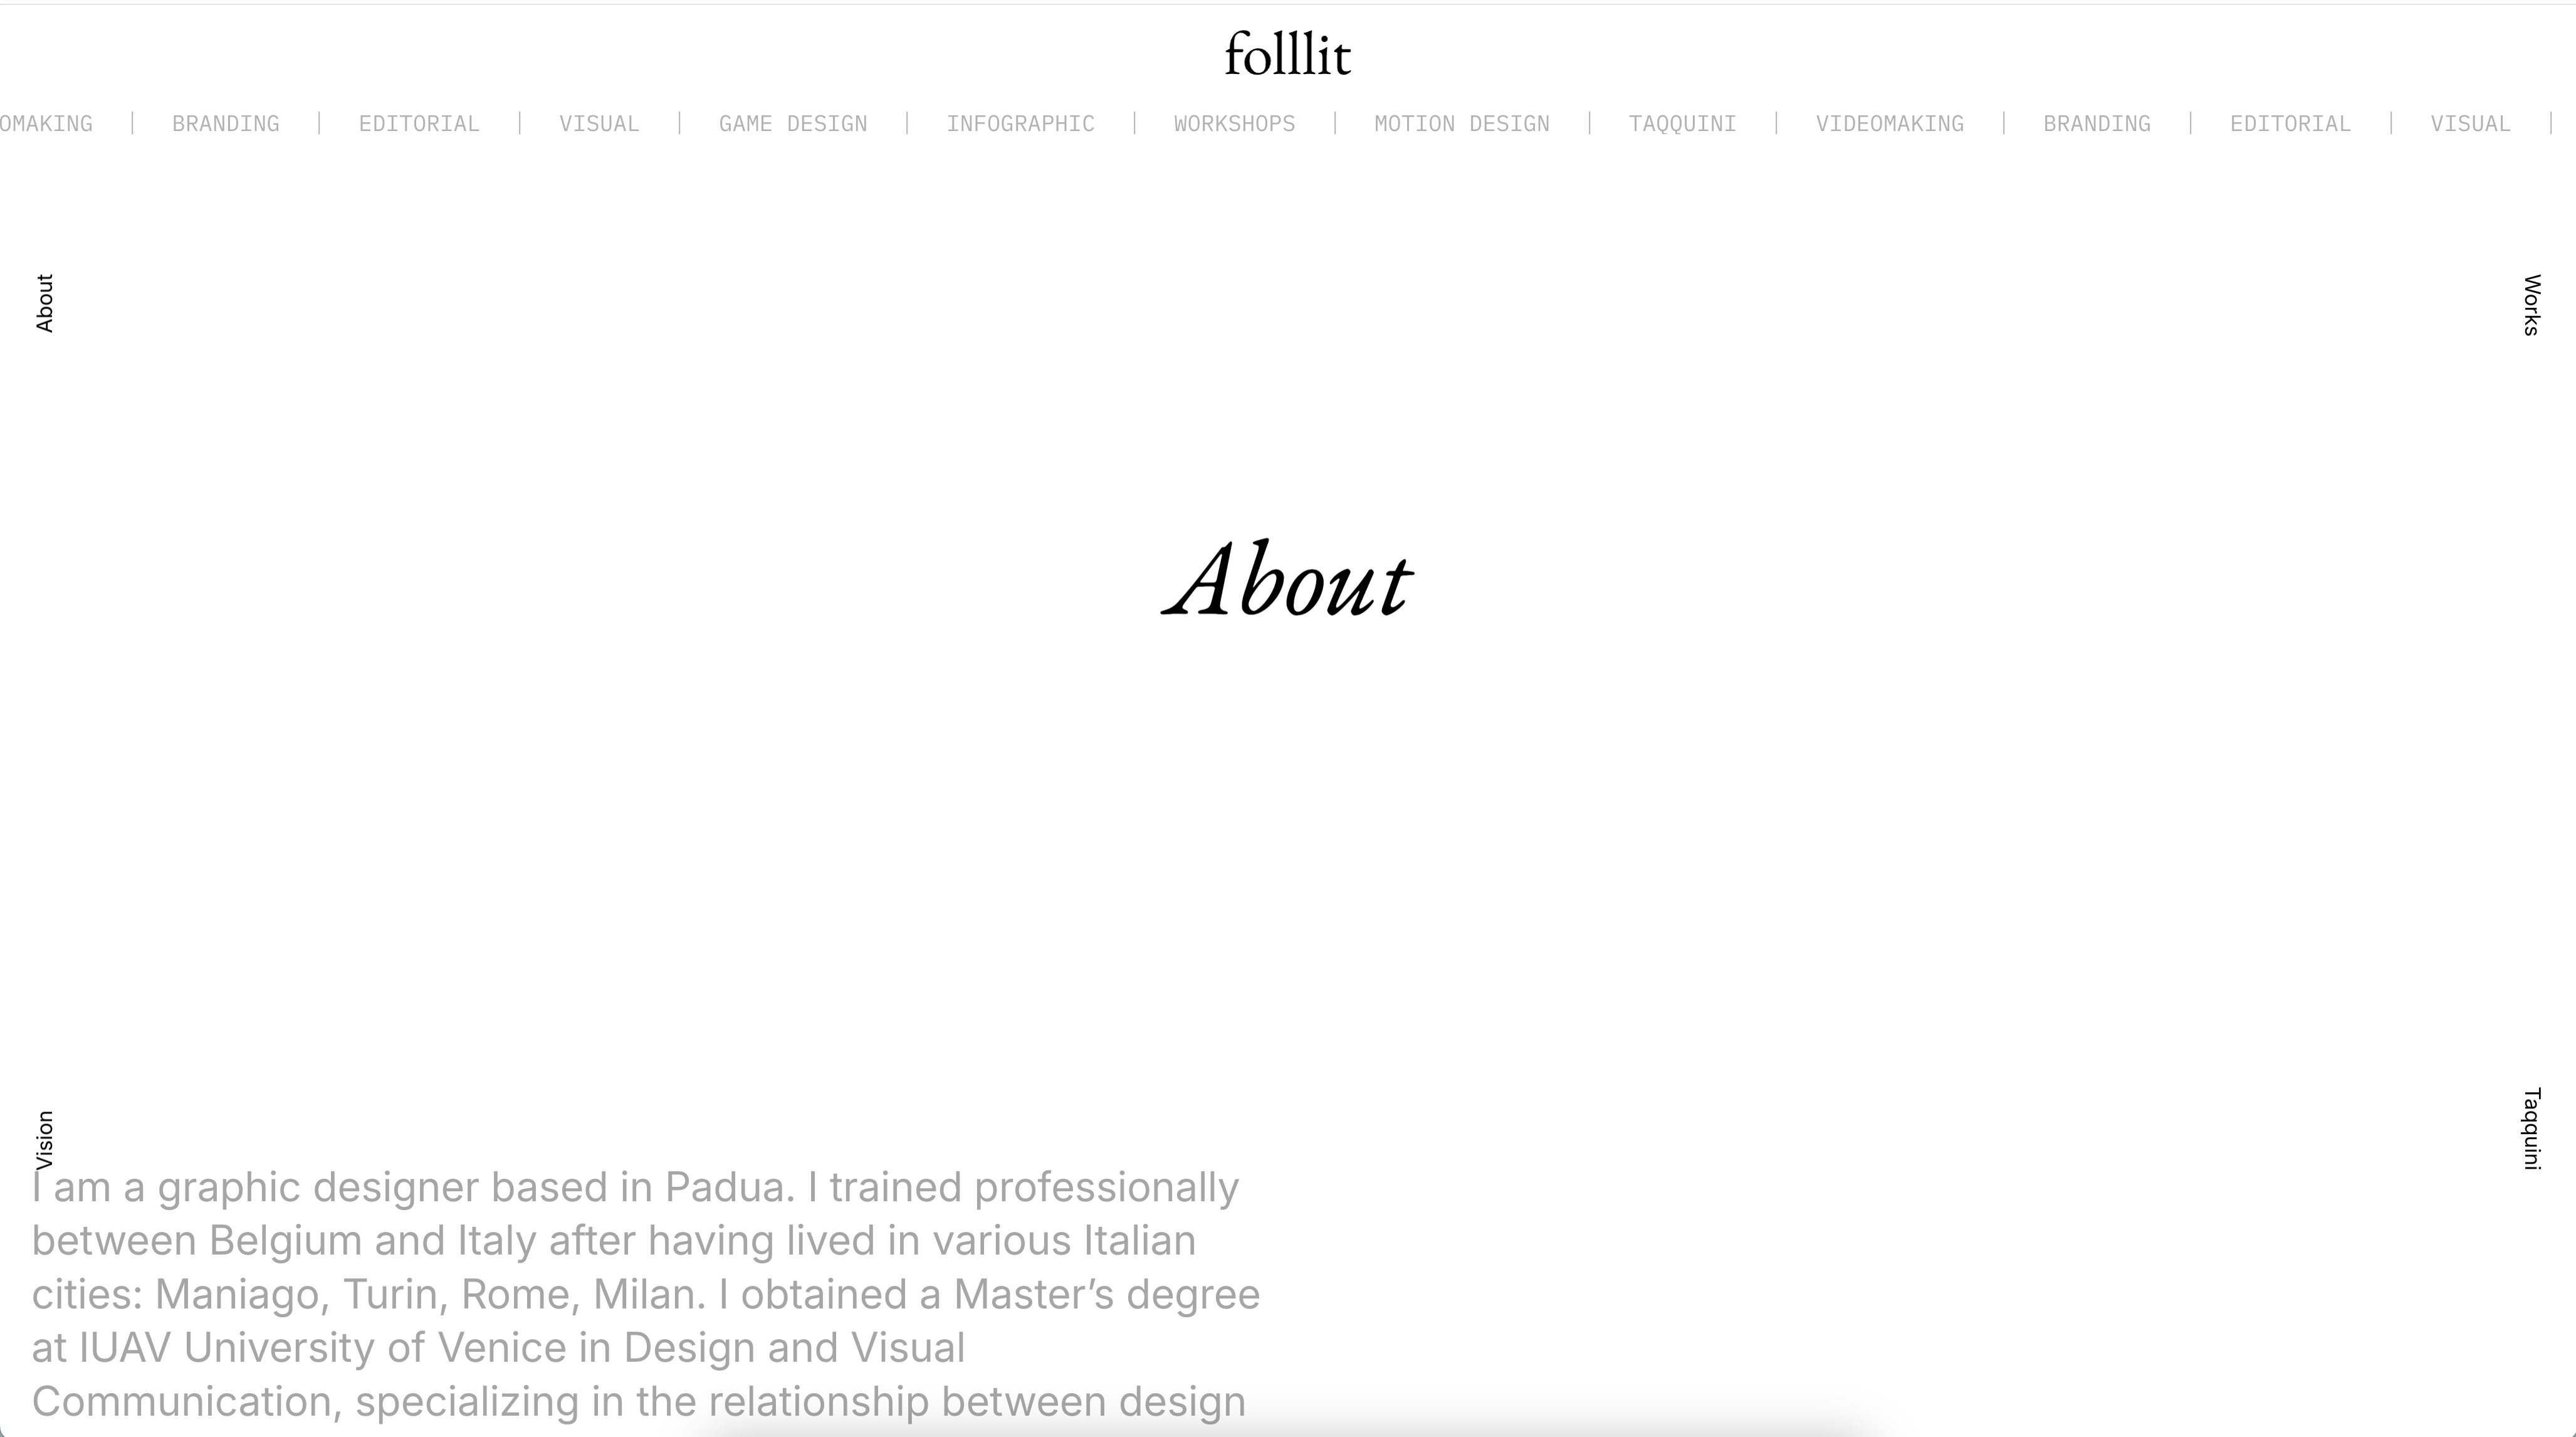 folllit
OMAKING | BRANDING | EDITORIAL | VISUAL | GAME DESIGN | INFOGRAPHIC | WORKSHOPS | MOTION DESIGN | TAQQUINI | VIDEOMAKING | BRANDING | EDITORIAL | VISUAL |
About
Works
About
Vision
Taqquini
I am a graphic designer based in Padua. I trained professionally
between Belgium and Italy after having lived in various Italian
cities: Maniago, Turin, Rome, Milan. I obtained a Master’s degree
at IUAV University of Venice in Design and Visual
Communication, specializing in the relationship between design